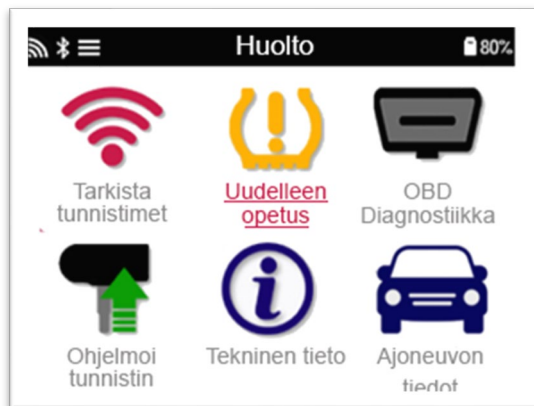 Huolto
80%
Tarkista
tunnistimet
Uudelleen
opetus
OBD
Diagnostiikka
Ohjelmoi
tunnistin
Tekninen tieto
Ajoneuvon
tiedot